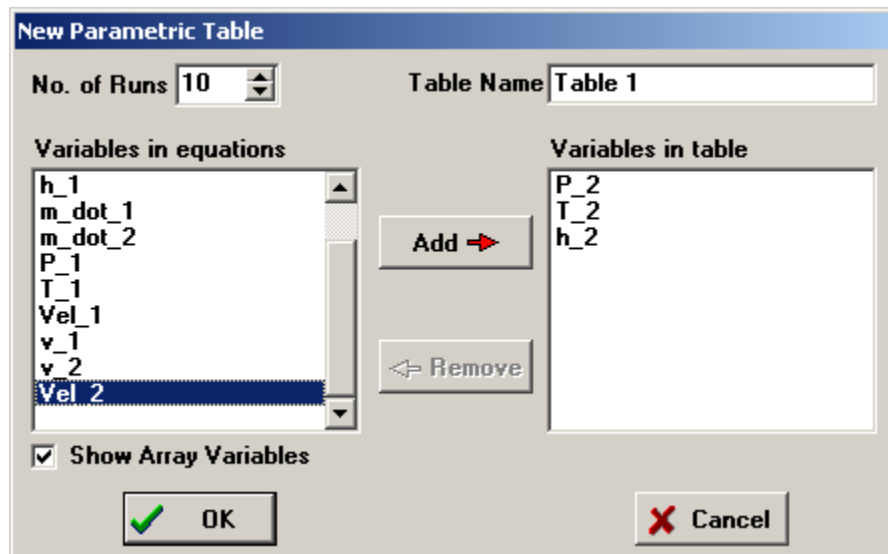 New Parametric Table
No. of Runs 10 Table Name Table 1
Variables in equations Variables in table
h_1
m_dot_1
m_dot_2
P_1
T_1
Vel_1
v_1
v_2
Vel_2
Add
Remove
P_2
T_2
h_2
Show Array Variables
OK Cancel